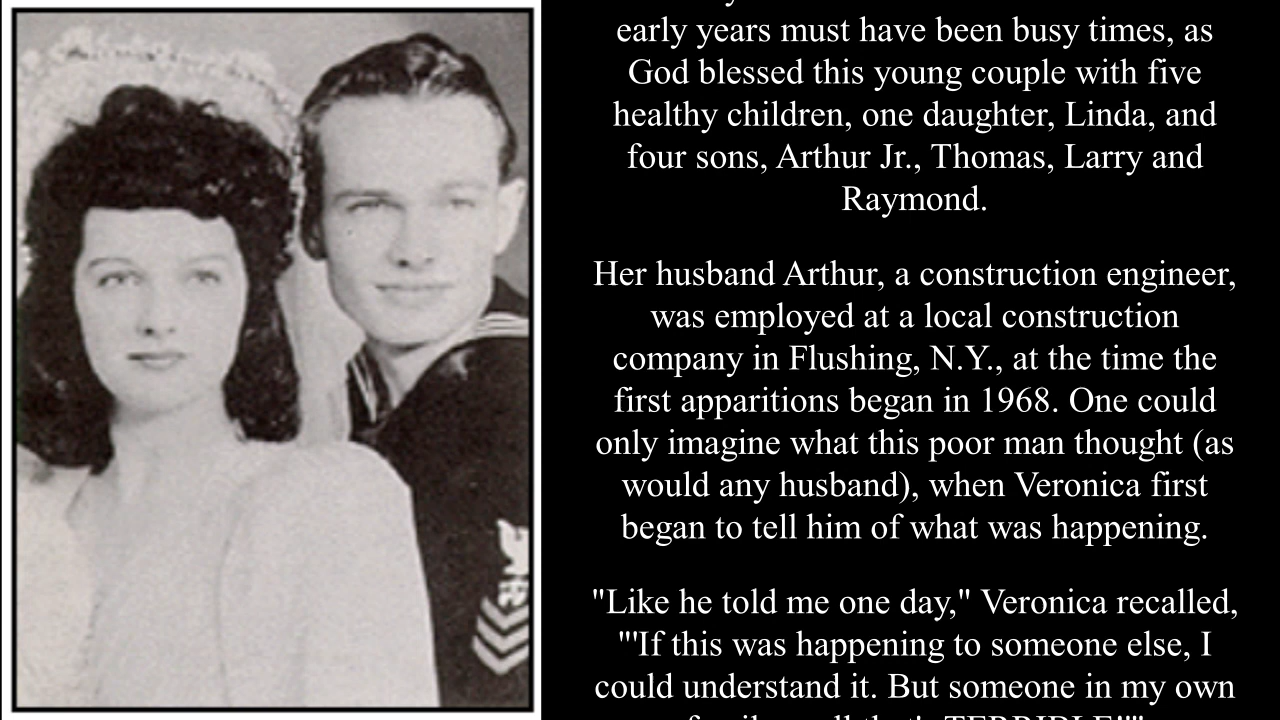 early years must have been busy times, as
God blessed this young couple with five
healthy children, one daughter, Linda, and
four sons, Arthur Jr., Thomas, Larry and
Raymond.
Her husband Arthur, a construction engineer,
was employed at a local construction
company in Flushing, N.Y., at the time the
first apparitions began in 1968. One could
only imagine what this poor man thought (as
would any husband), when Veronica first
began to tell him of what was happening.
"Like he told me one day," Veronica recalled,
"'If this was happening to someone else, I
could understand it. But someone in my own